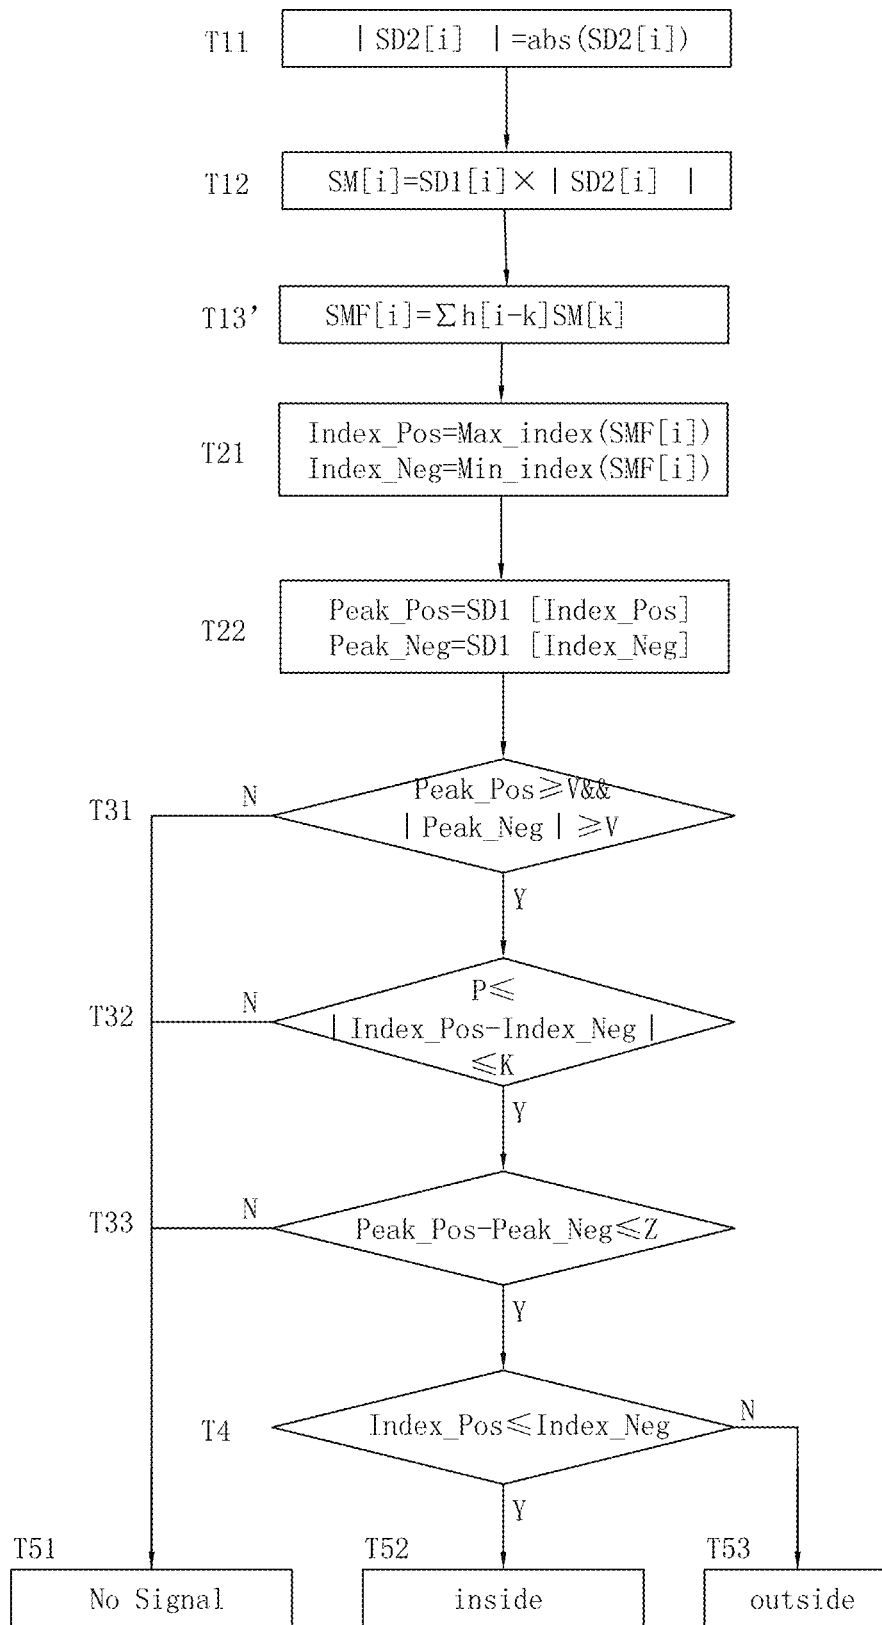 T11
| SD2[i] |=abs(SD2[i])
T12
SM[i]=SD1[i]×| SD2[i] |
T13’
SMF[i]=∑h[i-k]SM[k]
T21
Index_Pos=Max_index(SMF[i])
Index_Neg=Min_index(SMF[i])
T22
Peak_Pos=SD1 [Index_Pos]
Peak_Neg=SD1 [Index_Neg]
T31
N
Peak_Pos≥V&&
| Peak_Neg | ≥V
Y
T32
N
P≤
| Index_Pos-Index_Neg |
≤K
Y
T33
N
Peak_Pos-Peak_Neg≤Z
Y
T4
Index_Pos≤Index_Neg
N
Y
T51
T52
T53
No Signal
inside
outside